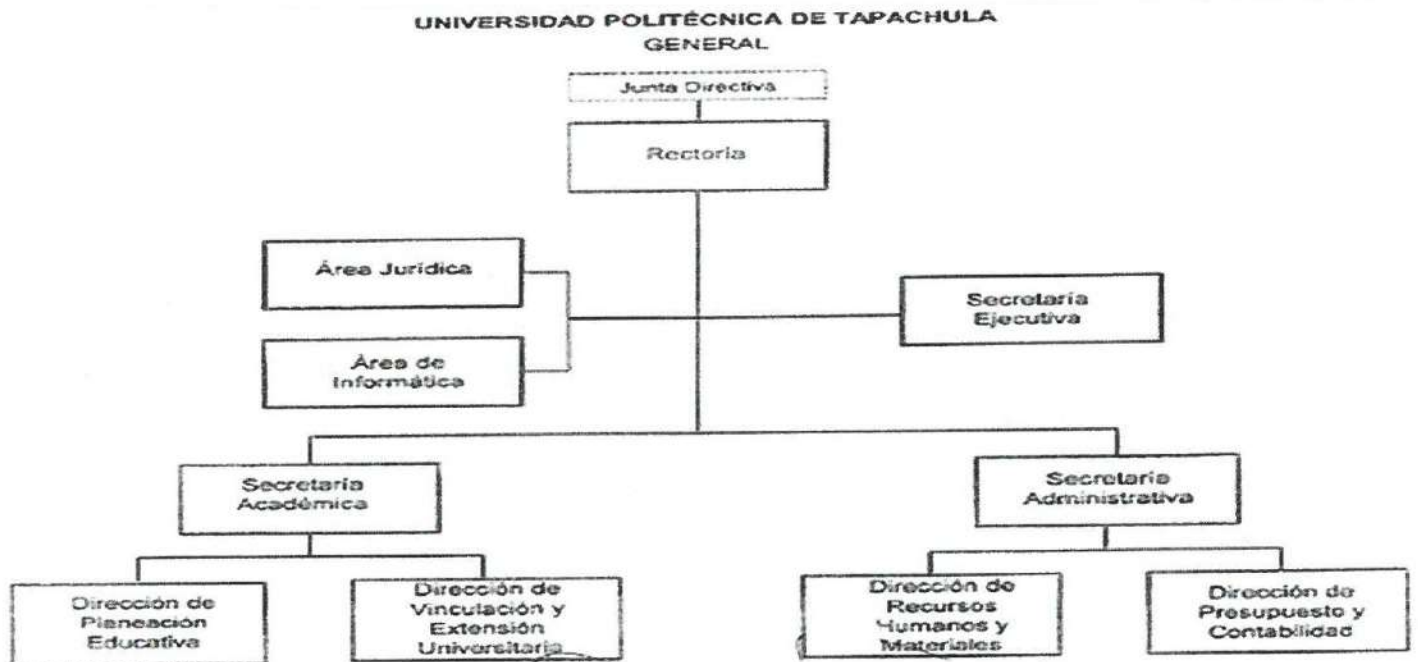 UNIVERSIDAD POLITÉCNICA DE TAPACHULA
GENERAL
Junta Directiva
Rectoría
Área Jurídica
Secretaría
Ejecutiva
Área de
Informática
Secretaría
Académica
Secretaría
Administrativa
Dirección de
Planeación
Educativa
Dirección de
Vinculación y
Extensión
Universitaria
Dirección de
Recursos
Humanos y
Materiales
Dirección de
Presupuesto y
Contabilidad